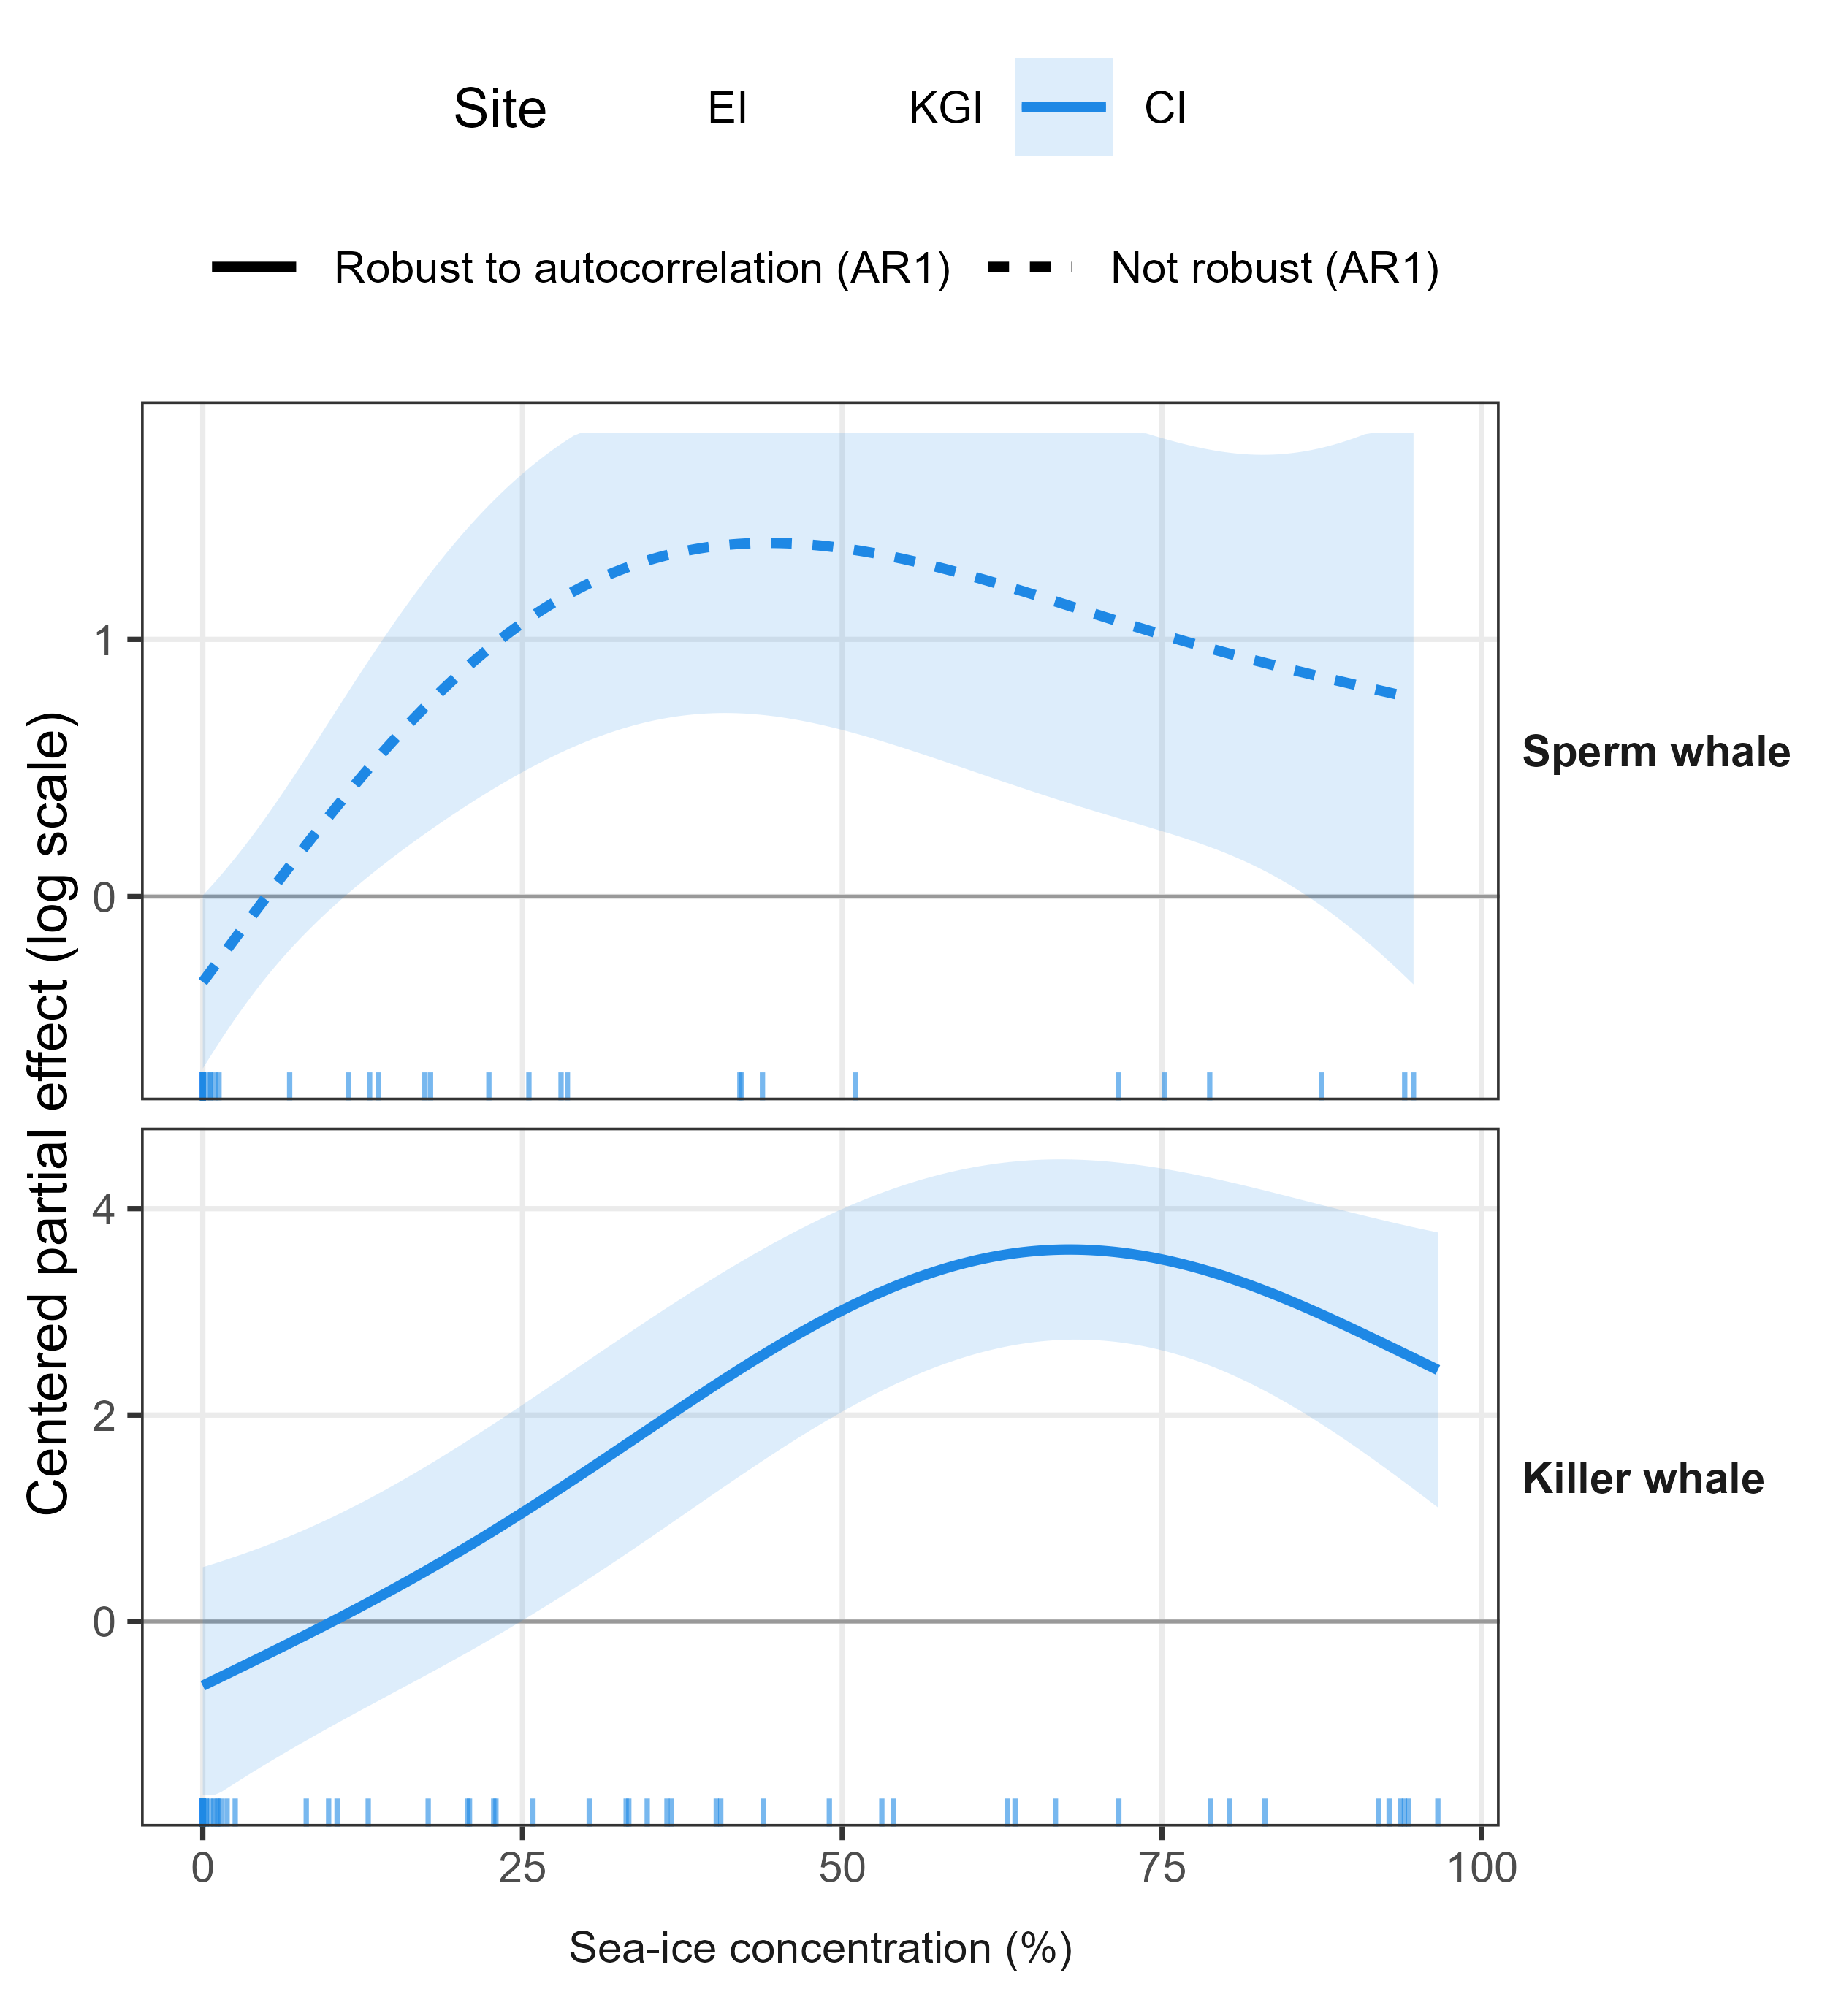 Site EI KGI CI
Robust to autocorrelation (AR1) Not robust (AR1)
Centered partial effect (log scale)
1
0
Sperm whale
4
2
0
Killer whale
0 25 50 75 100
Sea-ice concentration (%)